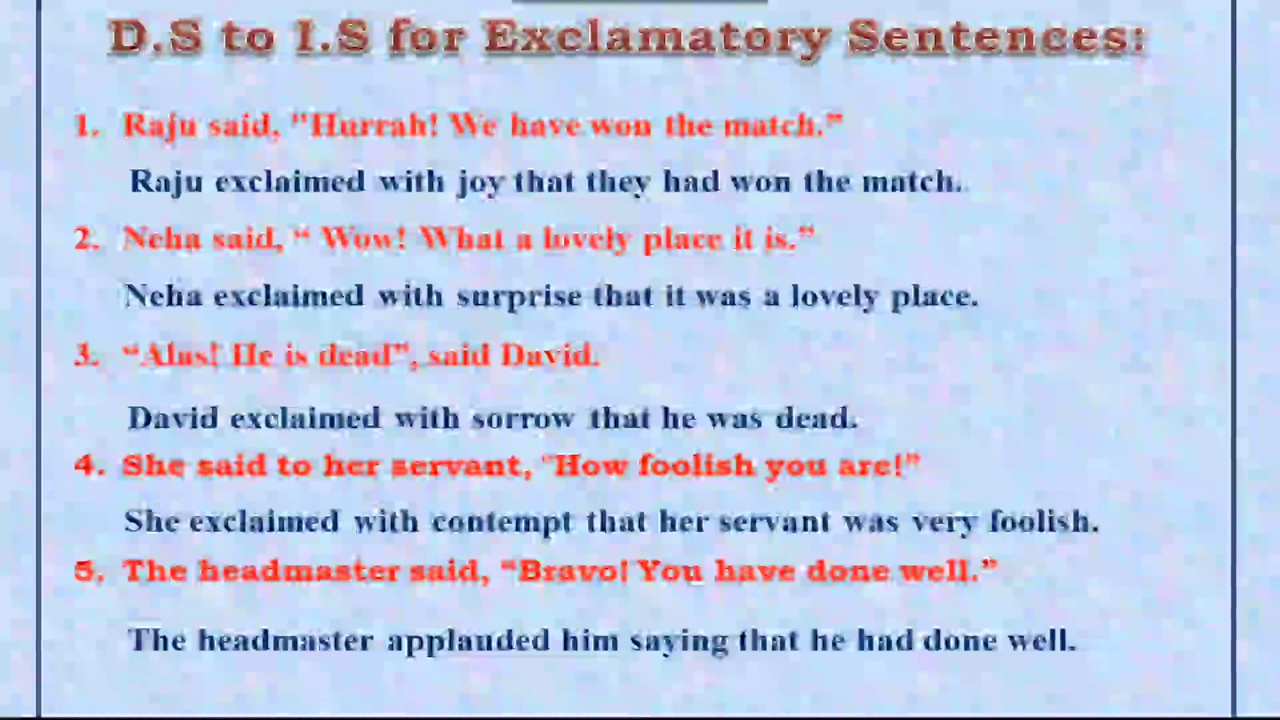 D.S to I.S for Exclamatory Sentences:
1. Raju said, "Hurrah! We have won the match.”
Raju exclaimed with joy that they had won the match.
2. Neha said, “ Wow! What a lovely place it is.”
Neha exclaimed with surprise that it was a lovely place.
3. “Alas! He is dead”, said David.
David exclaimed with sorrow that he was dead.
4. She said to her servant, "How foolish you are!”
She exclaimed with contempt that her servant was very foolish.
5. The headmaster said, “Bravo! You have done well.”
The headmaster applauded him saying that he had done well.